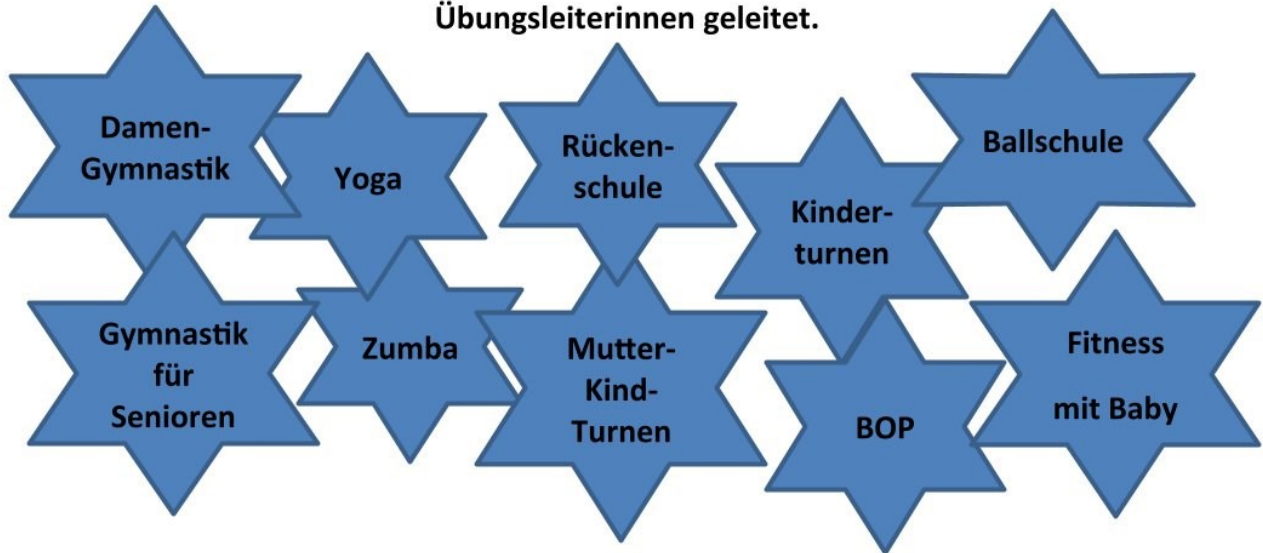 Übungsleiterinnen geleitet.
Damen-
Gymnastik
Yoga
Rücken-
schule
Kinder-
turnen
Ballschule
Gymnastik
für
Senioren
Zumba
Mutter-
Kind-
Turnen
BOP
Fitness
mit Baby